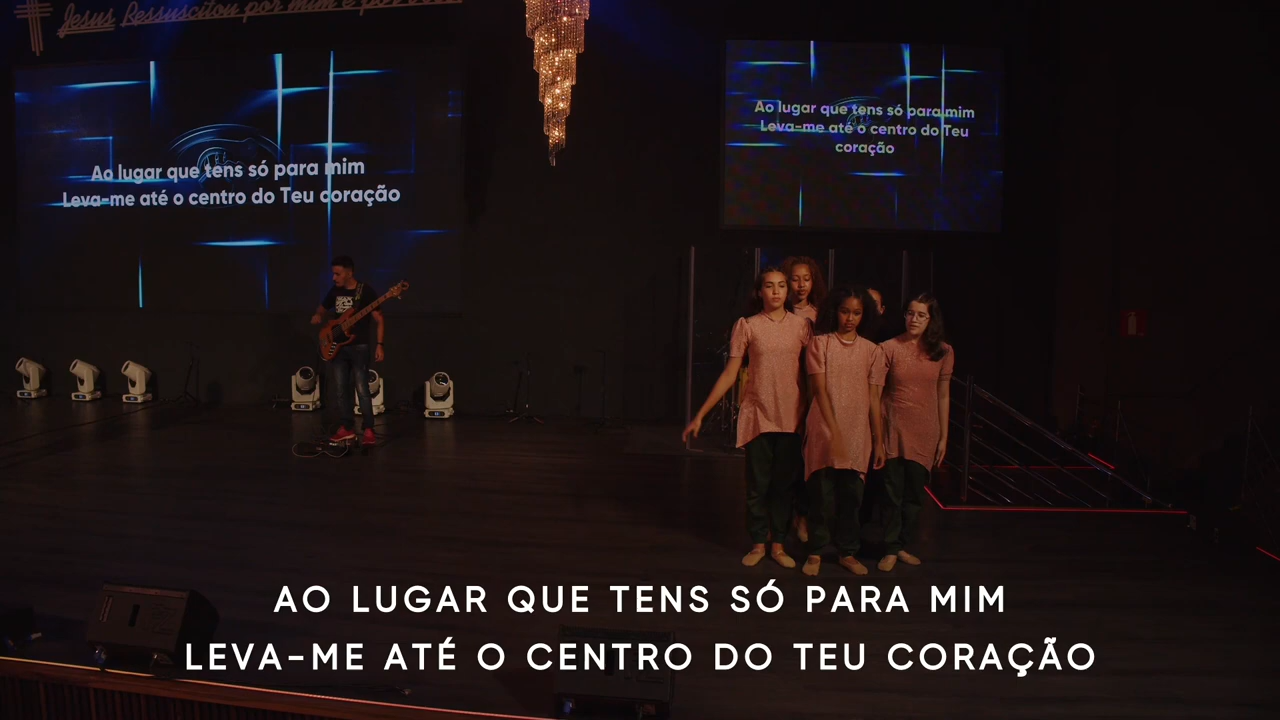 Jesus Ressuscitou por mim e por você
Ao lugar que tens só para mim
Leva-me até o centro do Teu coração
Ao lugar que tens só para mim
Leva-me até o centro do Teu
coração
AO LUGAR QUE TENS SÓ PARA MIM
LEVA-ME ATÉ O CENTRO DO TEU CORAÇÃO